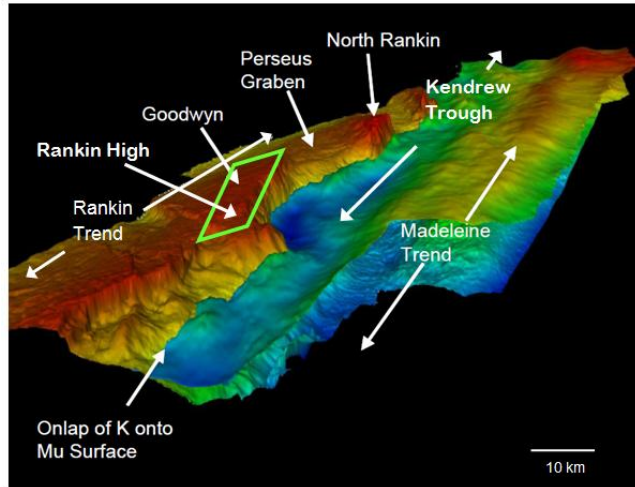 North Rankin
Perseus
Graben
Kendrew
Trough
Goodwyn
Rankin High
Rankin
Trend
Madeleine
Trend
Onlap of K onto
Mu Surface
10 km